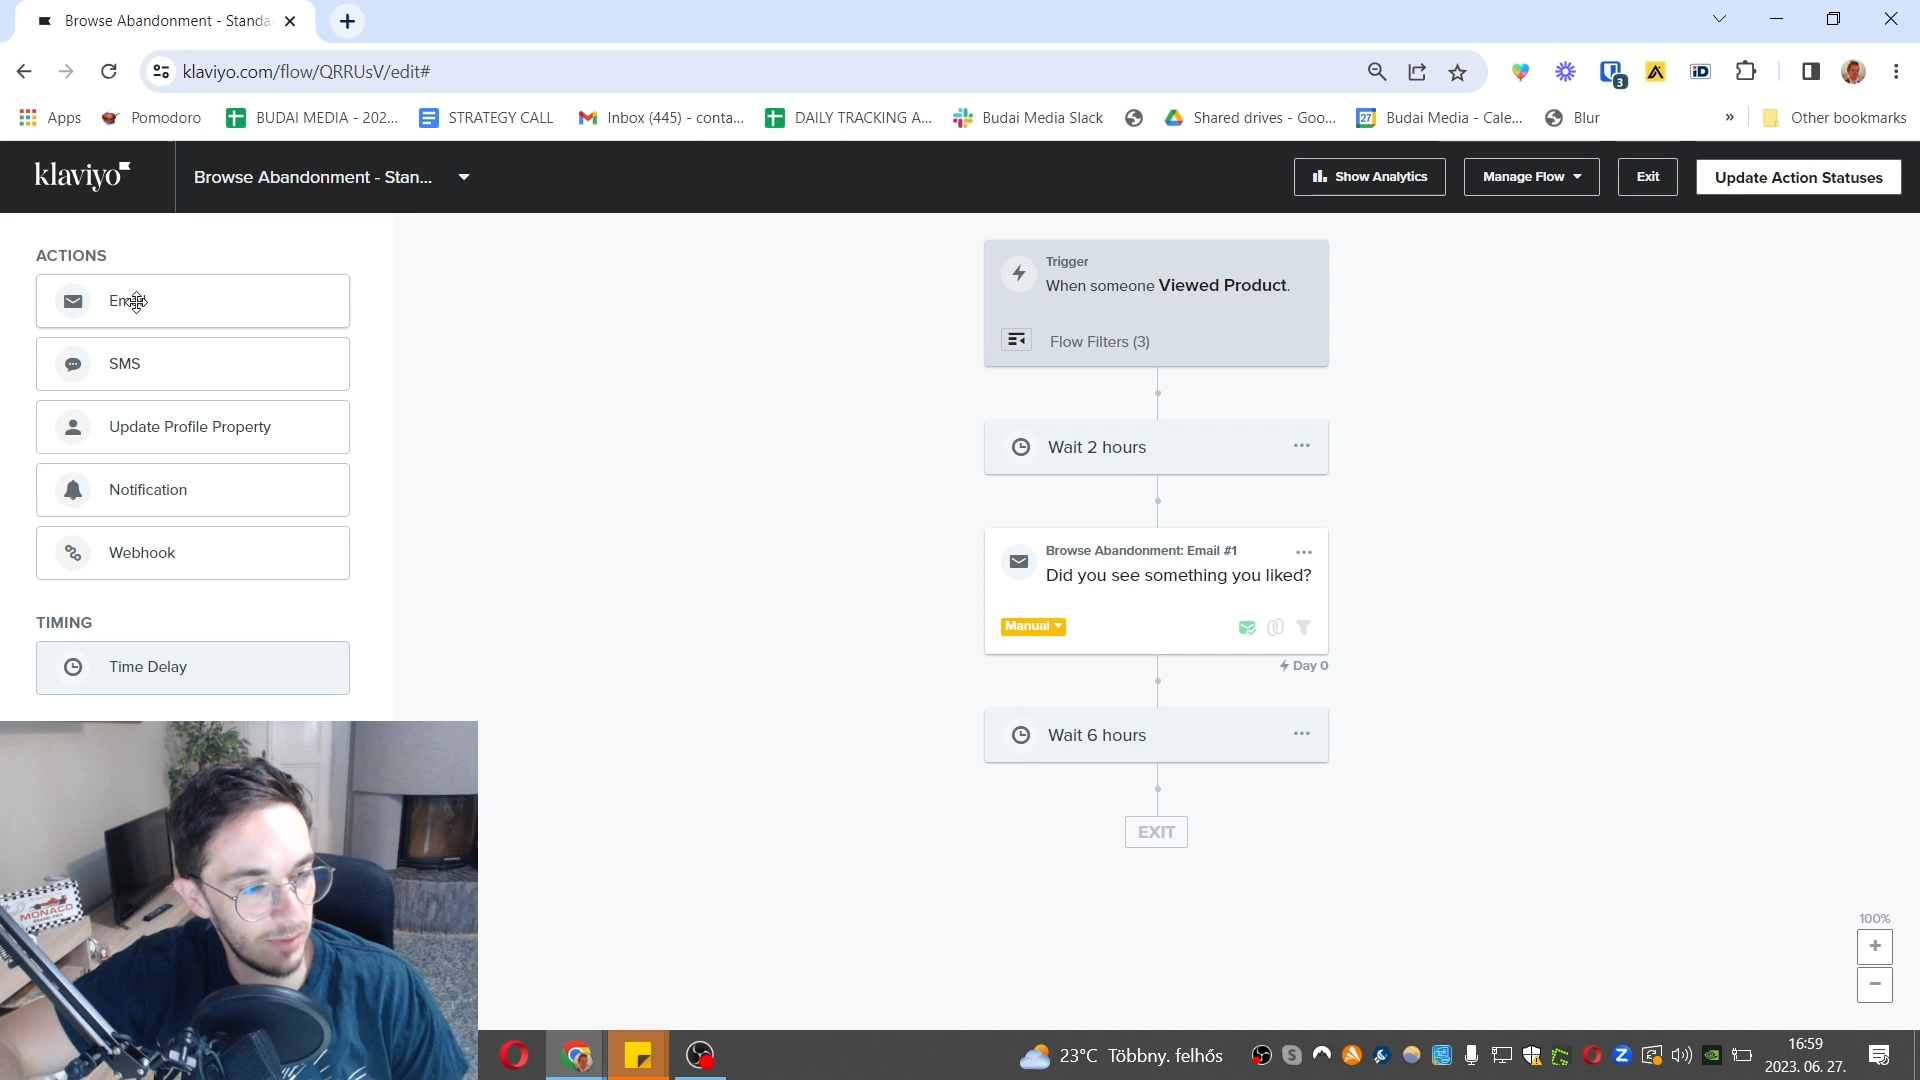 Browse Abandonment - Standa
klaviyo.com/flow/QRRUsV/edit#
3
iD
Apps
Pomodoro
BUDAI MEDIA - 202...
STRATEGY CALL
Inbox (445) - conta...
DAILY TRACKING A...
Budai Media Slack
Shared drives - Goo...
27
Budai Media - Cale...
Blur
»
Other bookmarks
klaviyo
Browse Abandonment - Stan...
Show Analytics
Manage Flow
Exit
Update Action Statuses
ACTIONS
SMS
Update Profile Property
Notification
Webhook
TIMING
Time Delay
Trigger
When someone Viewed Product.
Flow Filters (3)
Wait 2 hours
Browse Abandonment: Email #1
Did you see something you liked?
Manual
Day 0
Wait 6 hours
EXIT
100%
+
−
MONACO
23°C Többny. felhős
16:59
2023. 06. 27.